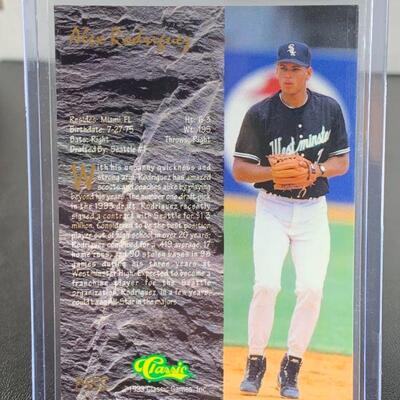 Alex Rodriguez
Resides: Miami, FL Ht: 6-3
Birthdate: 7-27-75 Wt: 195
Bats: Right Throws: Right
Drafted By: Seattle #1
With his uncanny quickness and
strong arm, Rodriguez has amazed
scouts and coaches alike by playing
beyond his years. The number one draft pick
in the 1993 draft, Rodriguez recently
signed a contract with Seattle for $1.3
million. Considered to be the best position
player out of high school in over 20 years,
Rodriguez combined for a .419 average, 17
home runs, and 90 stolen bases in 98
games during his three years at
Westminster High. Expected to become a
franchise player for the Seattle
organization, Rodriguez, in a few years,
could be an All-Star in the majors.
Classic
©1993 Classic Games, Inc.
Westminste